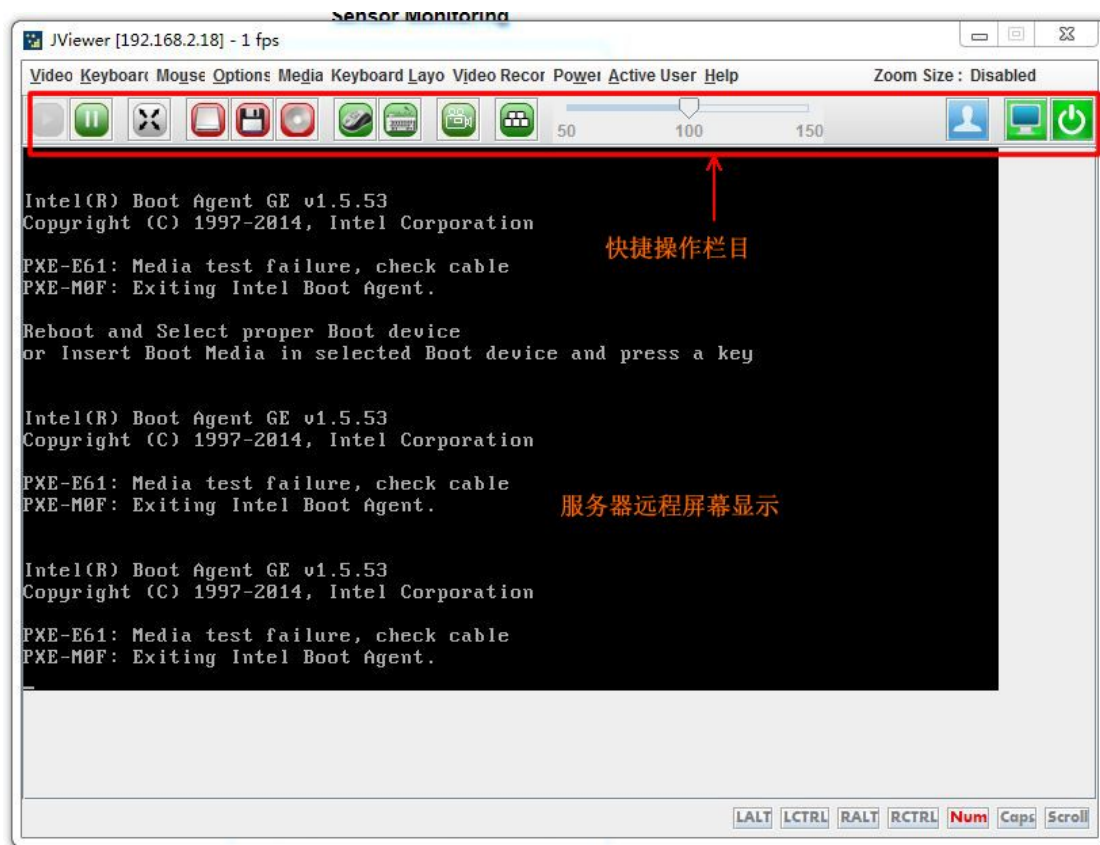 Sensor Monitoring
JViewer [192.168.2.18] - 1 fps
Video Keyboarc Mouse Options Media Keyboard Layo Video Recor Power Active User Help Zoom Size : Disabled
50 100 150
Intel(R) Boot Agent GE v1.5.53
Copyright (C) 1997-2014, Intel Corporation
快捷操作栏目
PXE-E61: Media test failure, check cable
PXE-M0F: Exiting Intel Boot Agent.
Reboot and Select proper Boot device
or Insert Boot Media in selected Boot device and press a key
Intel(R) Boot Agent GE v1.5.53
Copyright (C) 1997-2014, Intel Corporation
PXE-E61: Media test failure, check cable
PXE-M0F: Exiting Intel Boot Agent.
服务器远程屏幕显示
Intel(R) Boot Agent GE v1.5.53
Copyright (C) 1997-2014, Intel Corporation
PXE-E61: Media test failure, check cable
PXE-M0F: Exiting Intel Boot Agent.
LALT LCTRL RALT RCTRL Num Caps Scroll